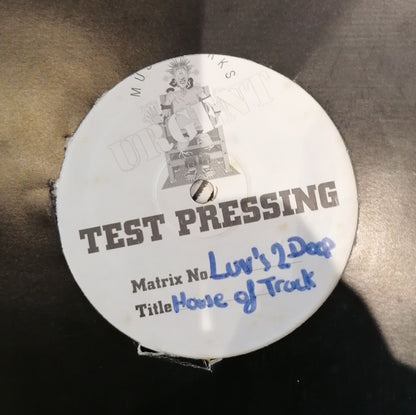 URGENT
TEST PRESSING
Matrix No. Luv's 2 Deep
Title House of Track